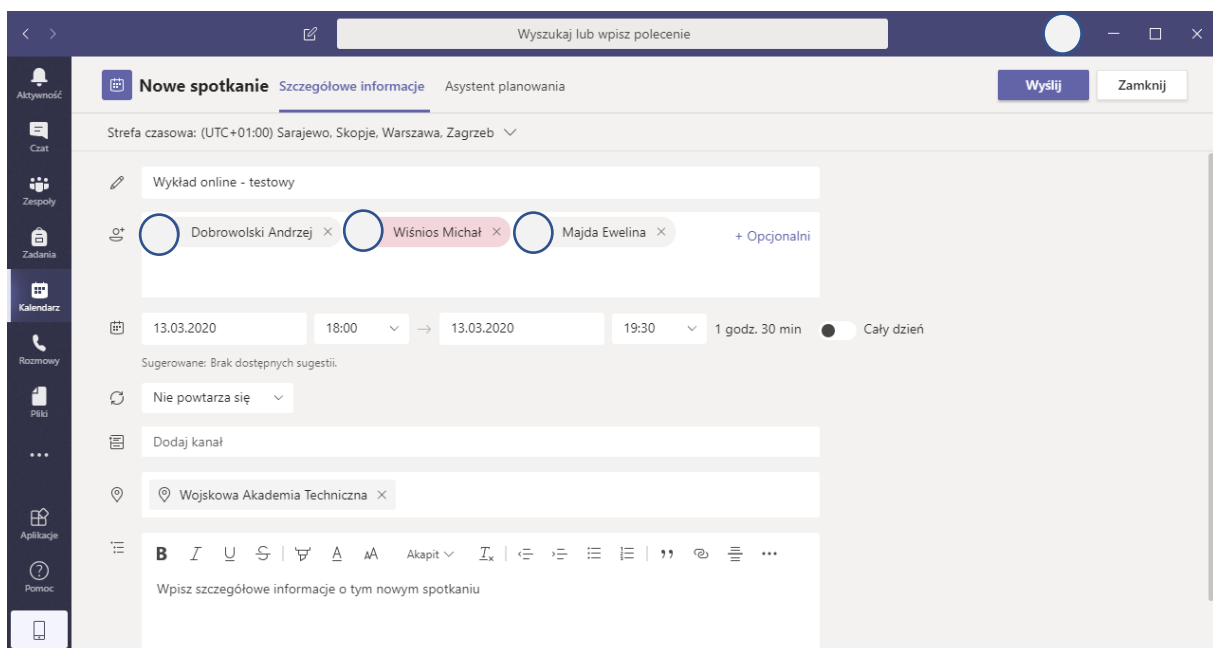 Wyszukaj lub wpisz polecenie
Aktywność
Czat
Zespoły
Zadania
Kalendarz
Rozmowy
Pliki
Aplikacje
Pomoc
Nowe spotkanie Szczegółowe informacje Asystent planowania Wyślij Zamknij
Strefa czasowa: (UTC+01:00) Sarajewo, Skopje, Warszawa, Zagrzeb
Wykład online - testowy
Dobrowolski Andrzej × Wiśnios Michał × Majda Ewelina × + Opcjonalni
13.03.2020 18:00 → 13.03.2020 19:30 1 godz. 30 min Cały dzień
Sugerowane: Brak dostępnych sugestii.
Nie powtarza się
Dodaj kanał
Wojskowa Akademia Techniczna ×
B I U S A AA Akapit Tx
Wpisz szczegółowe informacje o tym nowym spotkaniu